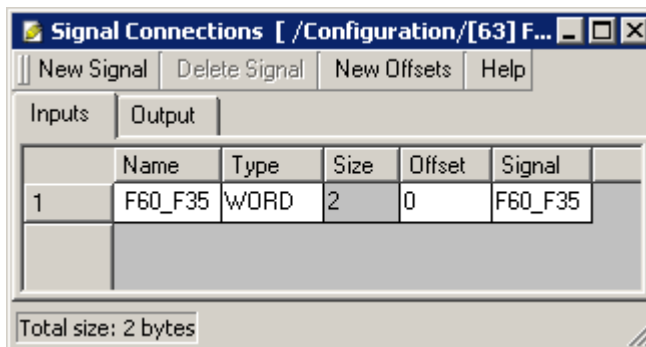 Signal Connections [ /Configuration/[63] F...
New Signal Delete Signal New Offsets Help
Inputs Output
Name Type Size Offset Signal
1 F60_F35 WORD 2 0 F60_F35
Total size: 2 bytes